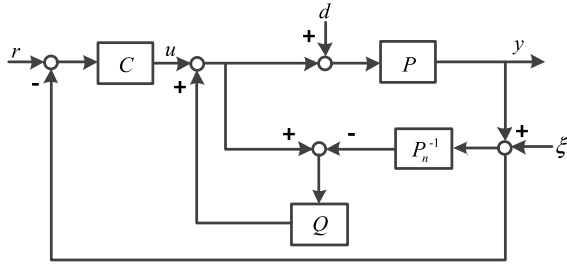 d
r
C
u
+
P
y
-
+
+
-
P_n^{-1}
+
ξ
Q